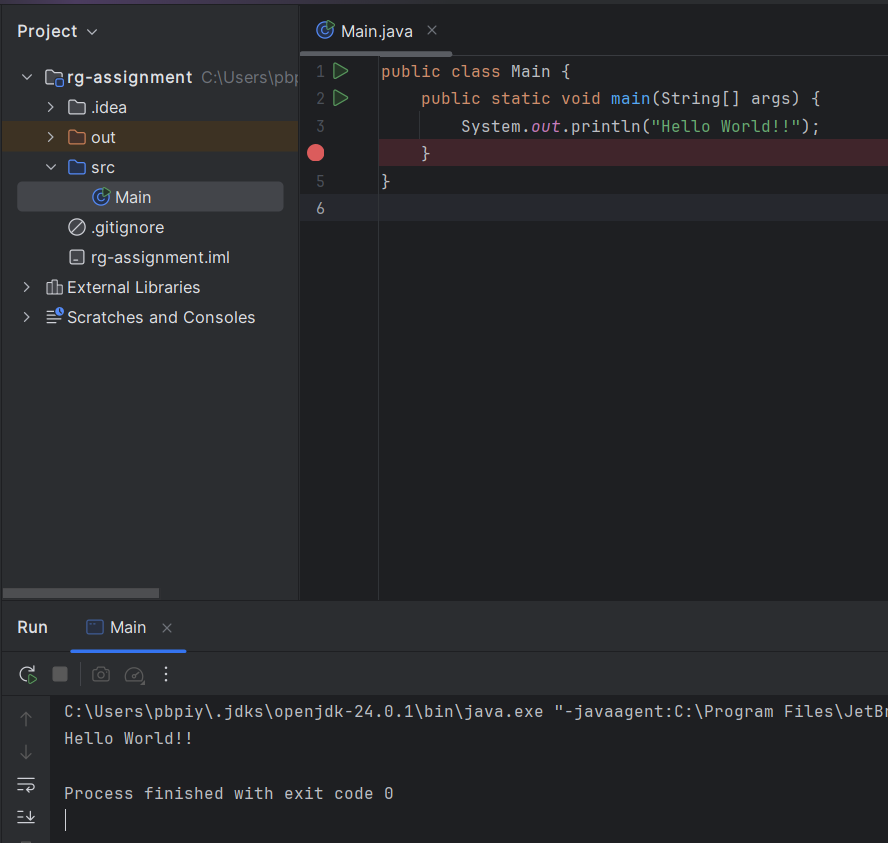 Project
rg-assignment C:\Users\pbp
.idea
out
src
Main
.gitignore
rg-assignment.iml
External Libraries
Scratches and Consoles
Main.java
1 public class Main {
2 public static void main(String[] args) {
3 System.out.println("Hello World!!");
}
5 }
6
Run Main
C:\Users\pbpiy\.jdks\openjdk-24.0.1\bin\java.exe "-javaagent:C:\Program Files\JetBr
Hello World!!
Process finished with exit code 0